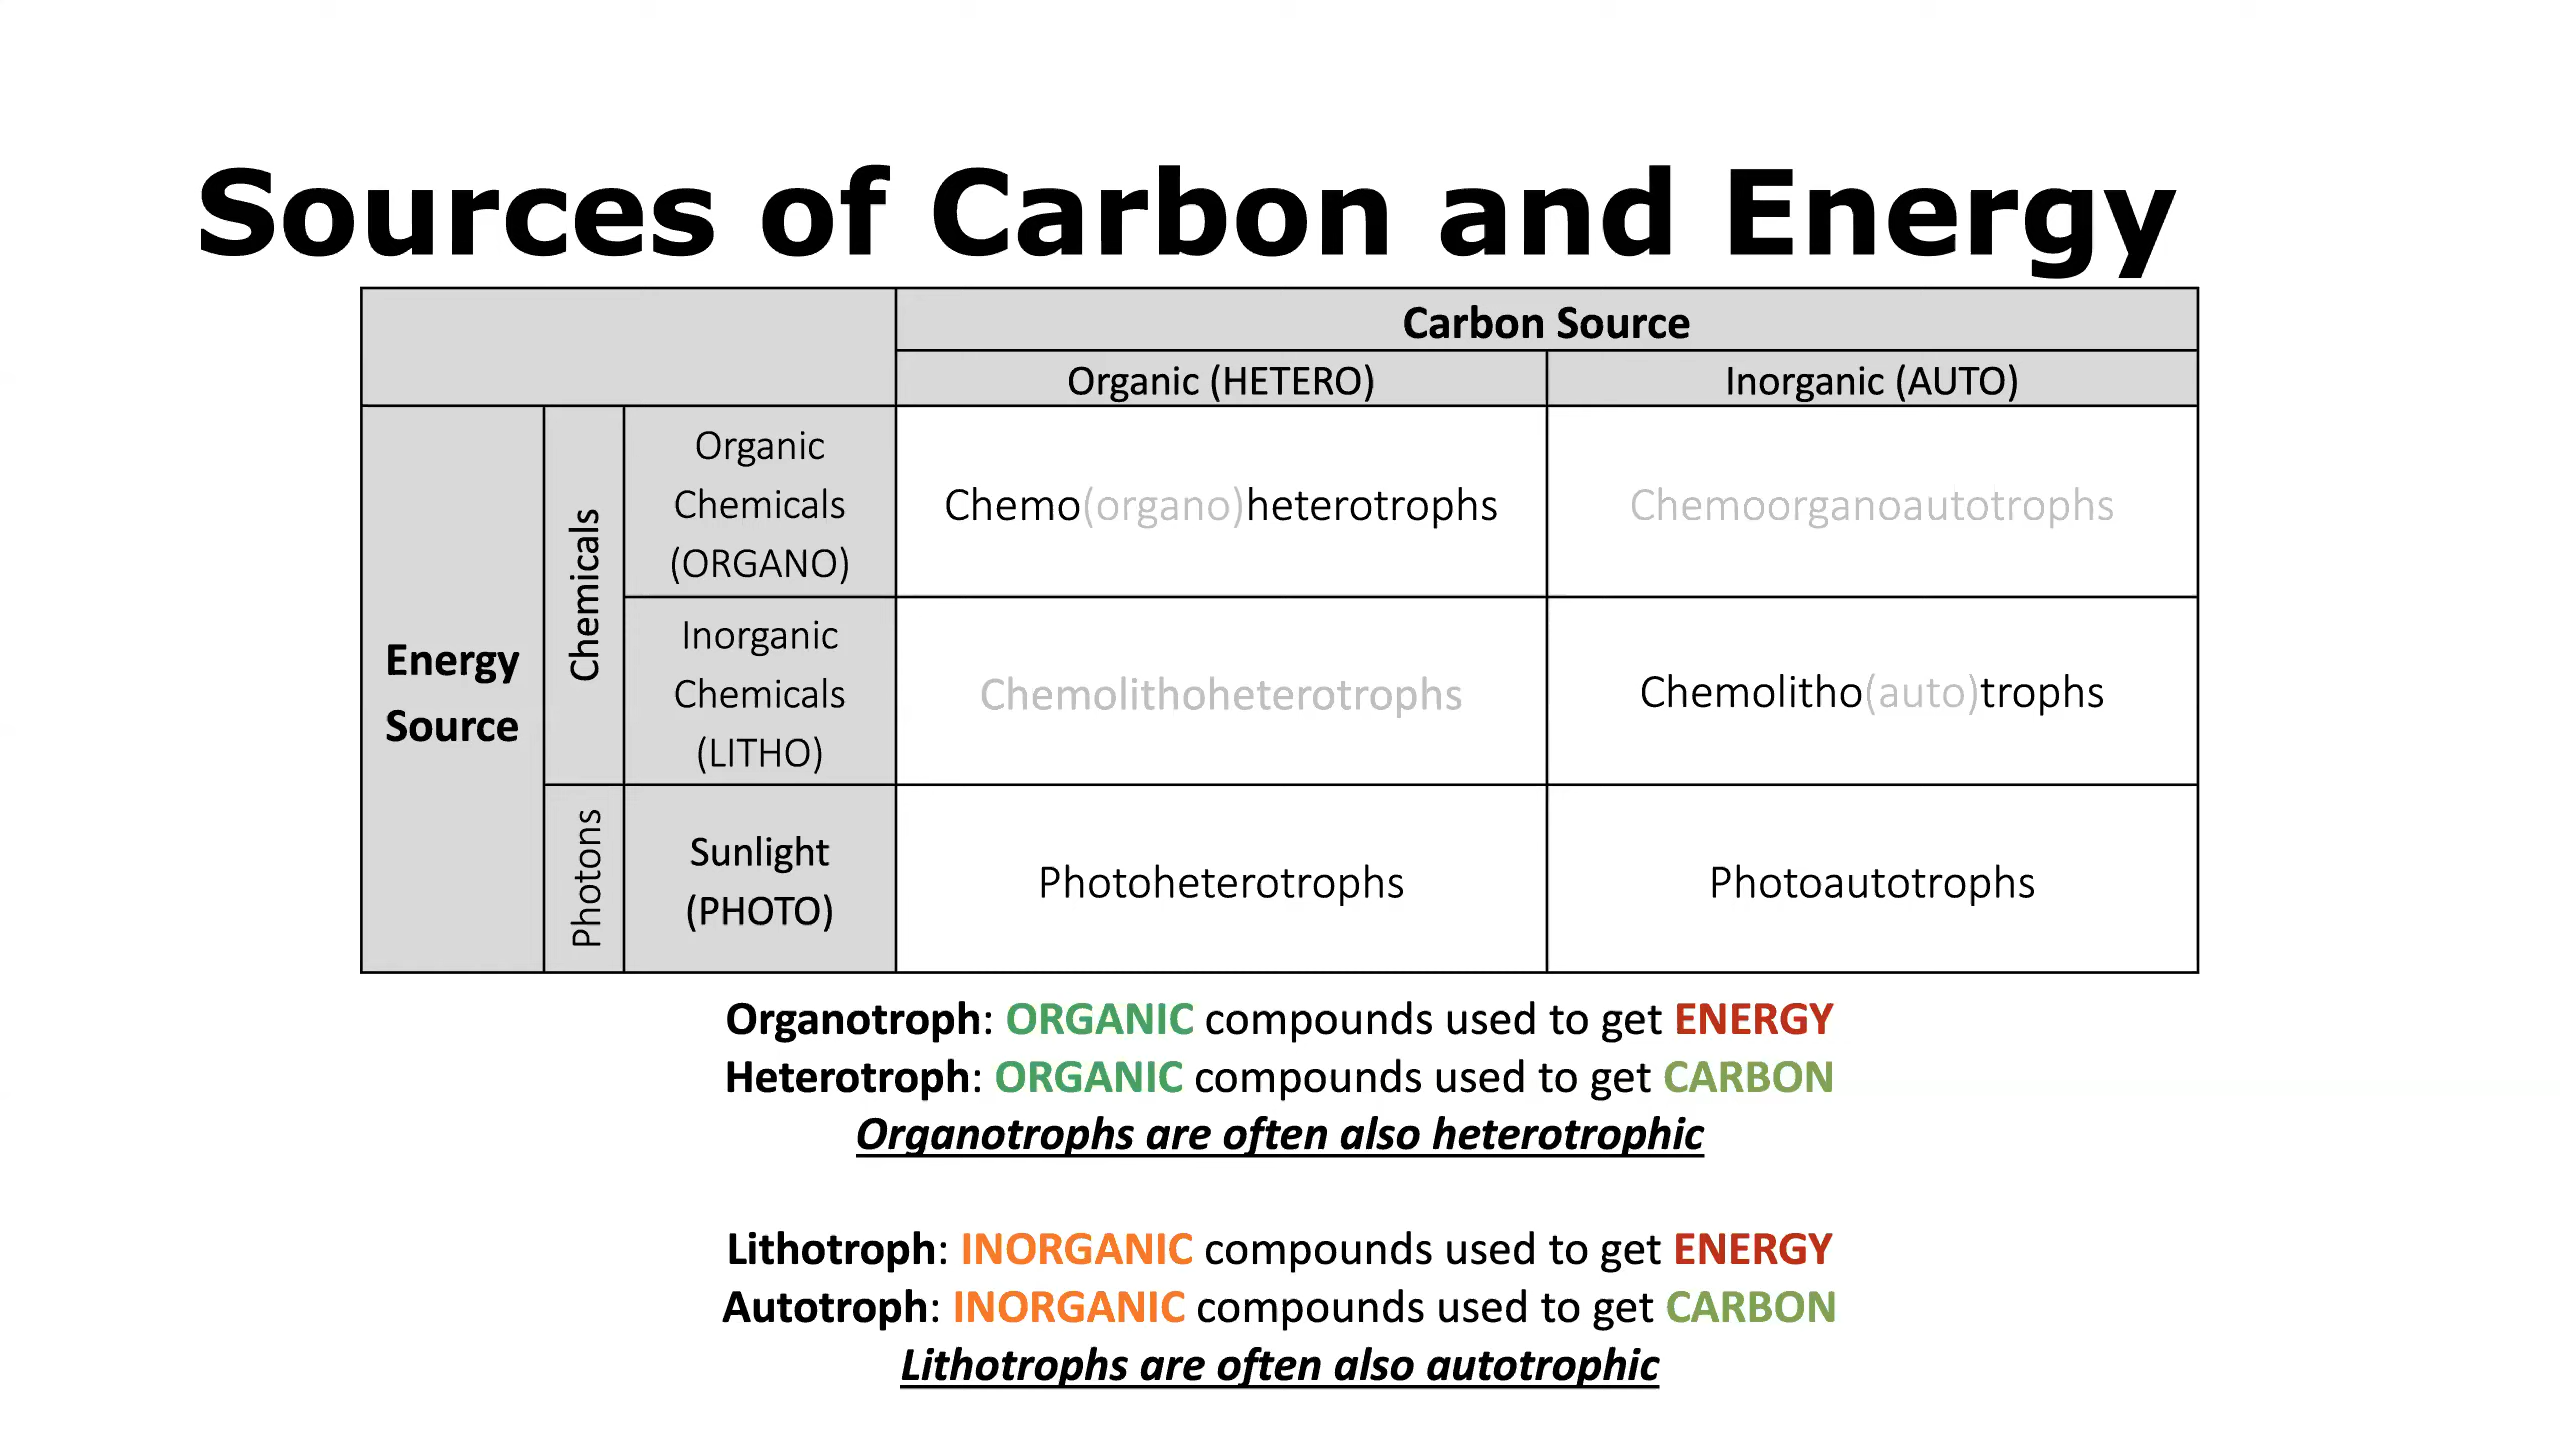 Sources of Carbon and Energy
Carbon Source
Organic (HETERO)
Inorganic (AUTO)
Energy
Source
Chemicals
Organic
Chemicals
(ORGANO)
Chemo(organo)heterotrophs
Chemoorganoautotrophs
Inorganic
Chemicals
(LITHO)
Chemolithoheterotrophs
Chemolitho(auto)trophs
Photons
Sunlight
(PHOTO)
Photoheterotrophs
Photoautotrophs
Organotroph: ORGANIC compounds used to get ENERGY
Heterotroph: ORGANIC compounds used to get CARBON
Organotrophs are often also heterotrophic
Lithotroph: INORGANIC compounds used to get ENERGY
Autotroph: INORGANIC compounds used to get CARBON
Lithotrophs are often also autotrophic